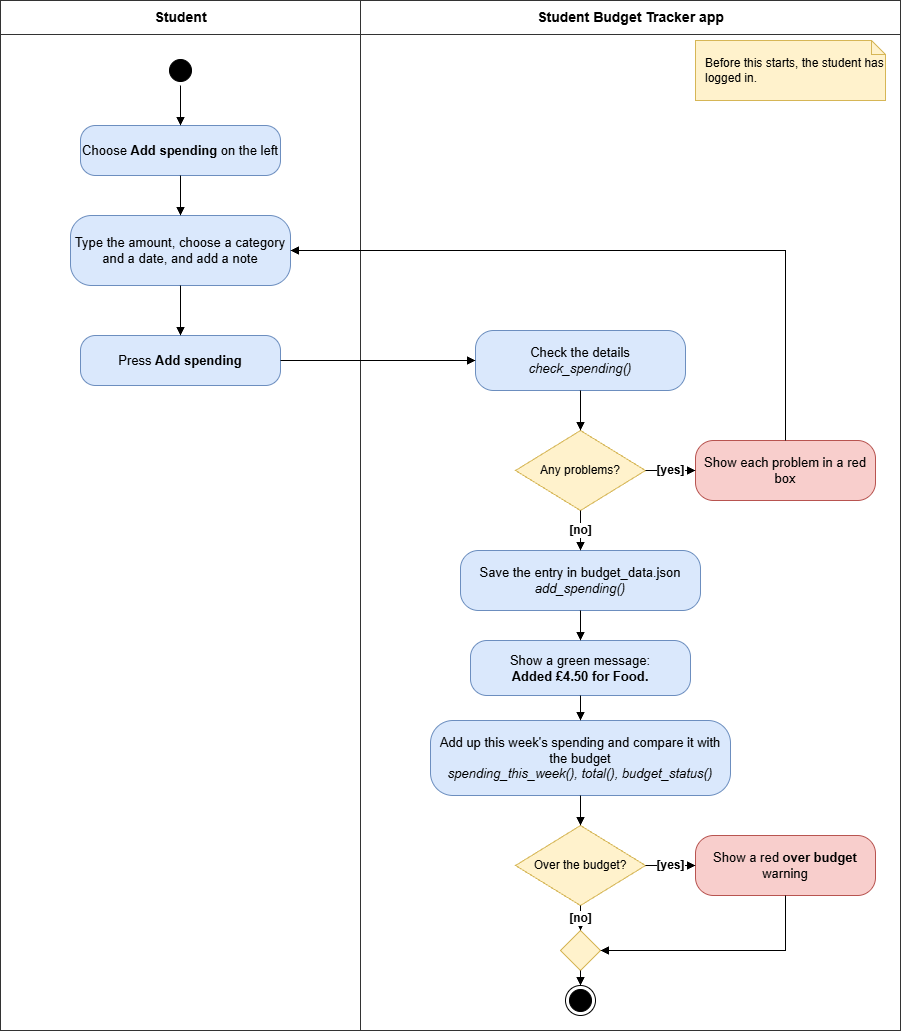 Student
Student Budget Tracker app
Before this starts, the student has
logged in.
Choose Add spending on the left
Type the amount, choose a category
and a date, and add a note
Press Add spending
Check the details
check_spending()
Any problems?
[yes]
Show each problem in a red
box
[no]
Save the entry in budget_data.json
add_spending()
Show a green message:
Added £4.50 for Food.
Add up this week's spending and compare it with
the budget
spending_this_week(), total(), budget_status()
Over the budget?
[yes]
Show a red over budget
warning
[no]